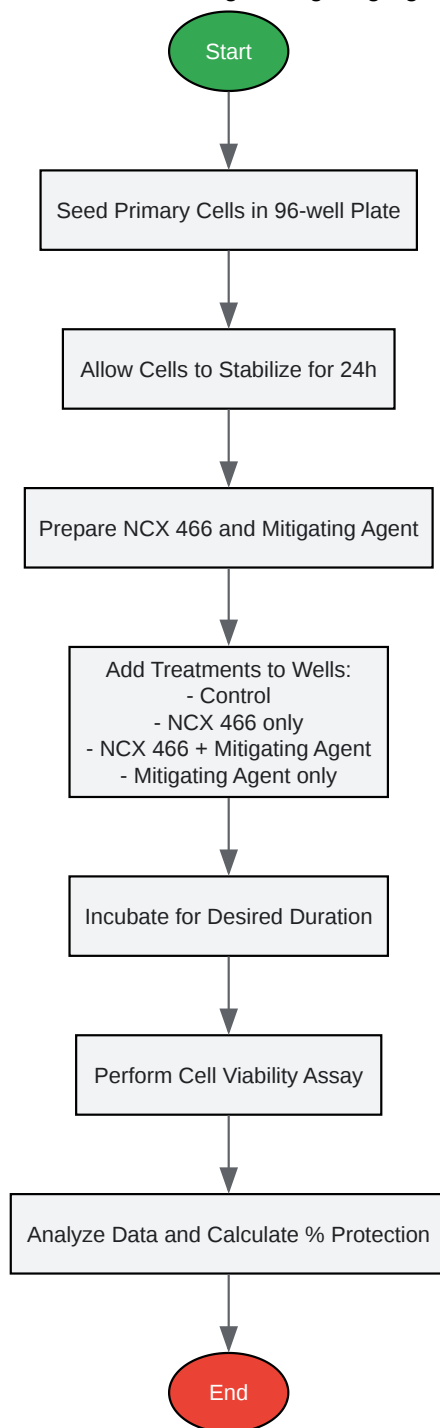 Start
Seed Primary Cells in 96-well Plate
Allow Cells to Stabilize for 24h
Prepare NCX 466 and Mitigating Agent
Add Treatments to Wells:
- Control
- NCX 466 only
- NCX 466 + Mitigating Agent
- Mitigating Agent only
Incubate for Desired Duration
Perform Cell Viability Assay
Analyze Data and Calculate % Protection
End